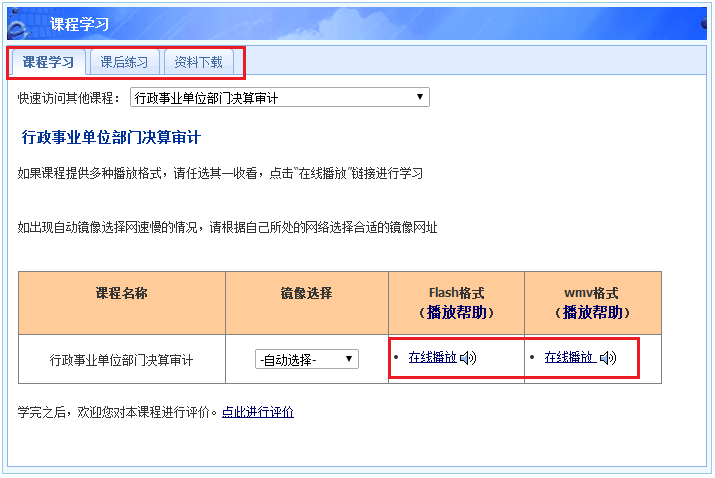 课程学习
课程学习 课后练习 资料下载
快速访问其他课程： 行政事业单位部门决算审计
行政事业单位部门决算审计
如果课程提供多种播放格式，请任选其一收看，点击“在线播放”链接进行学习
如出现自动镜像选择网速慢的情况，请根据自己所处的网络选择合适的镜像网址
课程名称 镜像选择 Flash格式 wmv格式
（播放帮助） （播放帮助）
行政事业单位部门决算审计 -自动选择- • 在线播放 • 在线播放
学完之后，欢迎您对本课程进行评价。点此进行评价